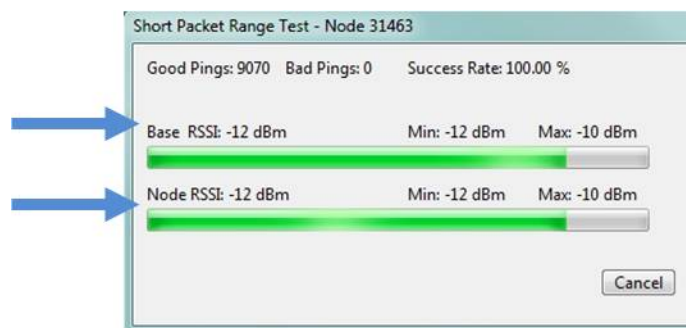 Short Packet Range Test - Node 31463
Good Pings: 9070 Bad Pings: 0 Success Rate: 100.00 %
Base RSSI: -12 dBm Min: -12 dBm Max: -10 dBm
Node RSSI: -12 dBm Min: -12 dBm Max: -10 dBm
Cancel